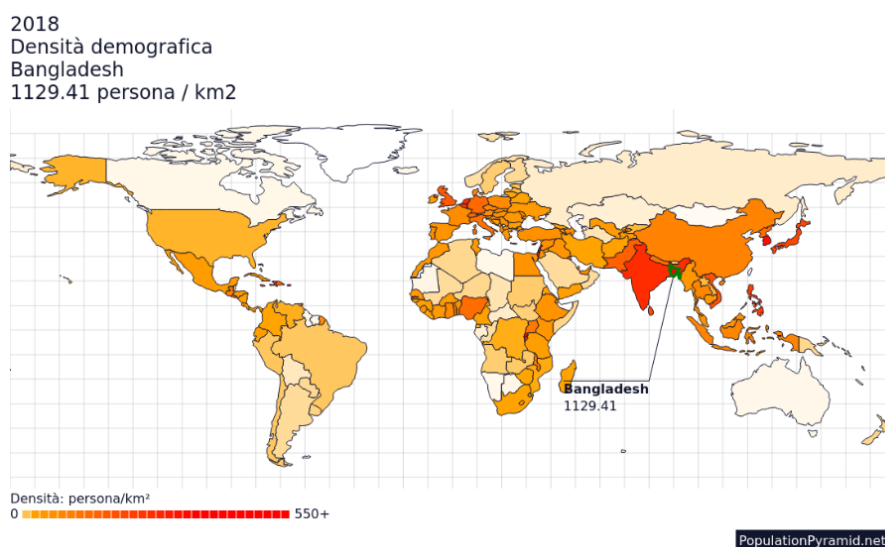 2018
Densità demografica
Bangladesh
1129.41 persona / km2
Bangladesh
1129.41
Densità: persona/km²
0 550+
PopulationPyramid.net